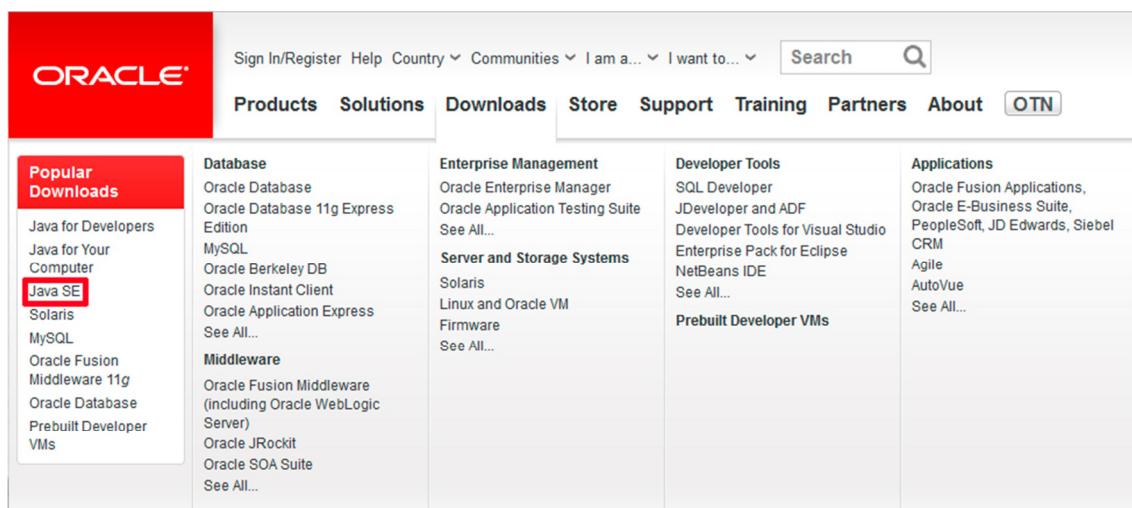 ORACLE
Sign In/Register Help Country Communities I am a... I want to... Search
Products Solutions Downloads Store Support Training Partners About OTN
Popular
Downloads
Java for Developers
Java for Your
Computer
Java SE
Solaris
MySQL
Oracle Fusion
Middleware 11g
Oracle Database
Prebuilt Developer
VMs
Database
Oracle Database
Oracle Database 11g Express
Edition
MySQL
Oracle Berkeley DB
Oracle Instant Client
Oracle Application Express
See All...
Middleware
Oracle Fusion Middleware
(including Oracle WebLogic
Server)
Oracle JRockit
Oracle SOA Suite
See All...
Enterprise Management
Oracle Enterprise Manager
Oracle Application Testing Suite
See All...
Server and Storage Systems
Solaris
Linux and Oracle VM
Firmware
See All...
Developer Tools
SQL Developer
JDeveloper and ADF
Developer Tools for Visual Studio
Enterprise Pack for Eclipse
NetBeans IDE
See All...
Prebuilt Developer VMs
Applications
Oracle Fusion Applications,
Oracle E-Business Suite,
PeopleSoft, JD Edwards, Siebel
CRM
Agile
AutoVue
See All...